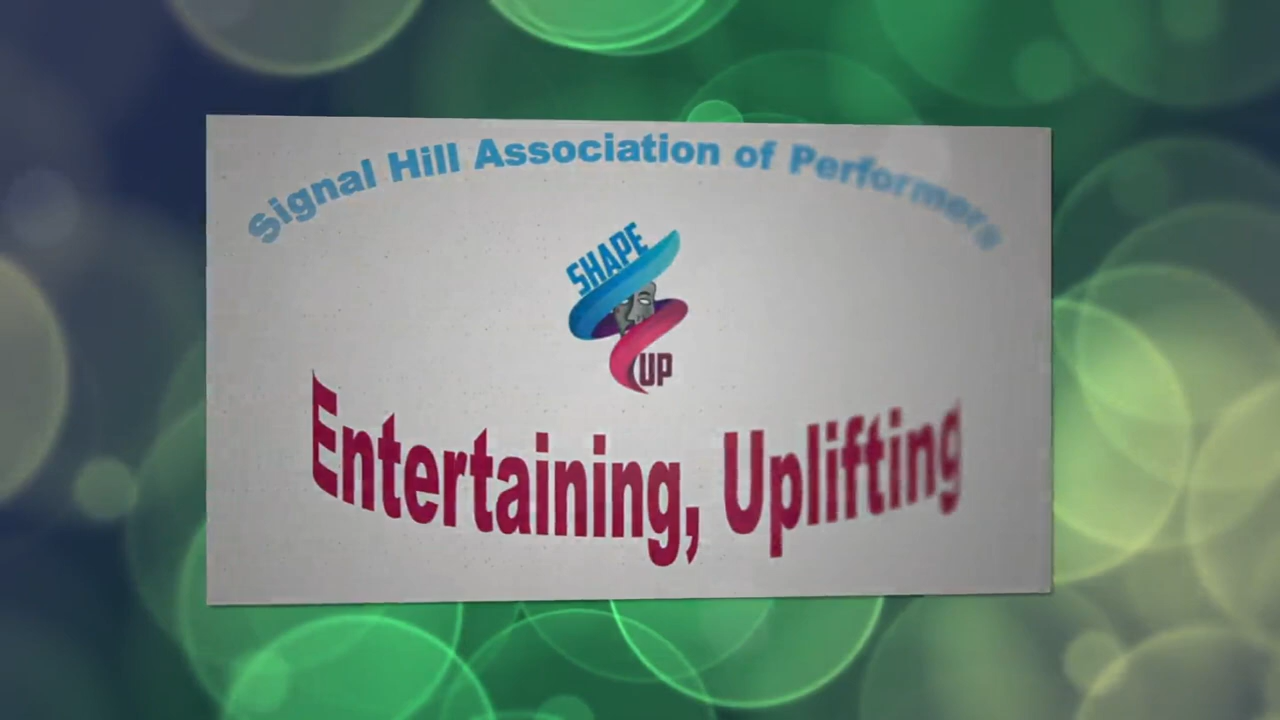 Signal Hill Association of Performers
SHAPE
UP
Entertaining, Uplifting